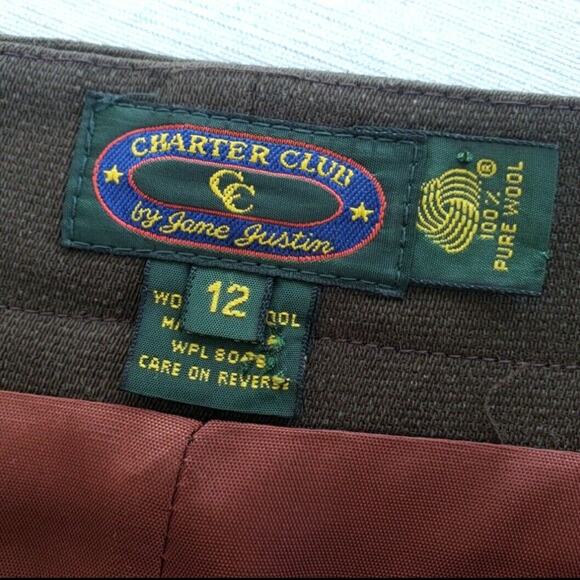 CHARTER CLUB
CC
by Jane Justin
100%
PURE WOOL
®
12
WPL
CARE ON REVERSE